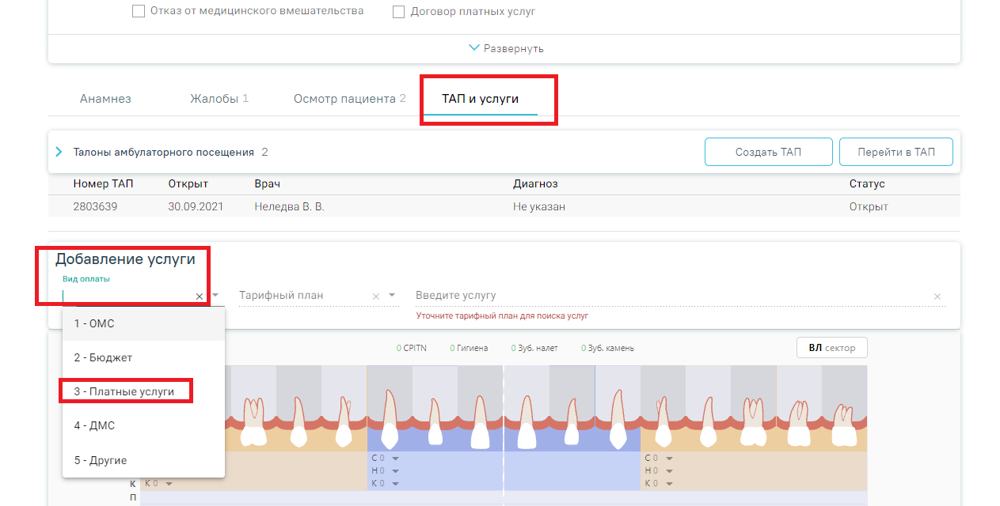 Отказ от медицинского вмешательства Договор платных услуг
Развернуть
Анамнез Жалобы 1 Осмотр пациента 2 ТАП и услуги
Талоны амбулаторного посещения 2 Создать ТАП Перейти в ТАП
Номер ТАП Открыт Врач Диагноз Статус
2803639 30.09.2021 Неледва В. В. Не указан Открыт
Добавление услуги
Вид оплаты
Тарифный план Введите услугу
Уточните тарифный план для поиска услуг
1 - ОМС
2 - Бюджет
3 - Платные услуги
4 - ДМС
5 - Другие
0 CPITN 0 Гигиена 0 Зуб. налет 0 Зуб. камень ВЛ сектор
С 0 С 0
Н 0 Н 0
К К 0 К 0 К 0
П